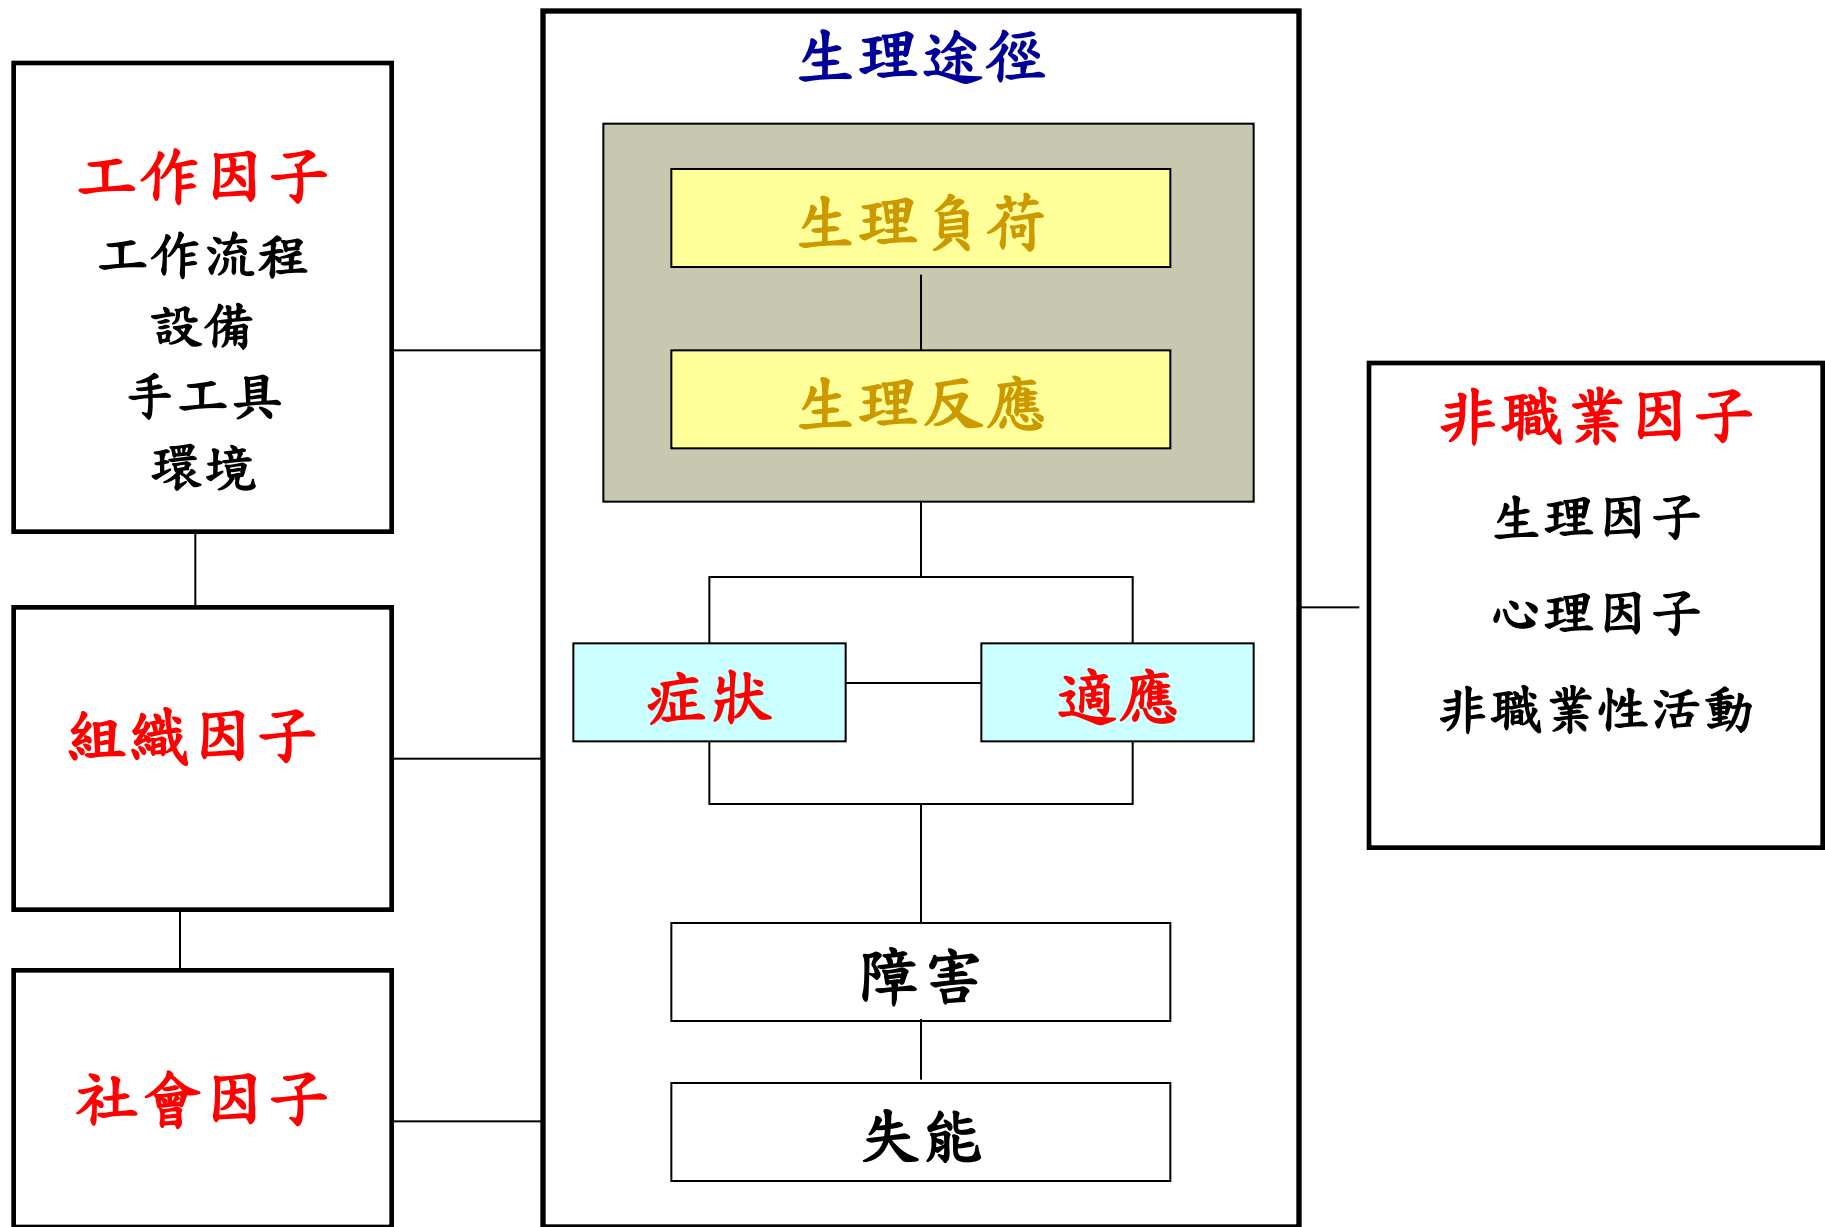 生理途徑
工作因子
工作流程
設備
手工具
環境
組織因子
社會因子
生理負荷
生理反應
症狀
適應
障害
失能
非職業因子
生理因子
心理因子
非職業性活動